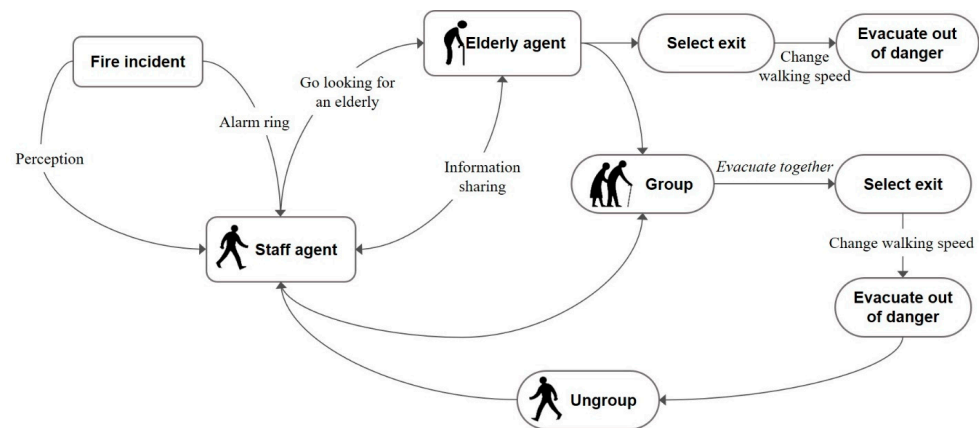 Fire incident
Perception
Alarm ring
Go looking for
an elderly
Elderly agent
Select exit
Change
walking speed
Evacuate out
of danger
Information
sharing
Staff agent
Group
Evacuate together
Select exit
Change walking speed
Evacuate out
of danger
Ungroup